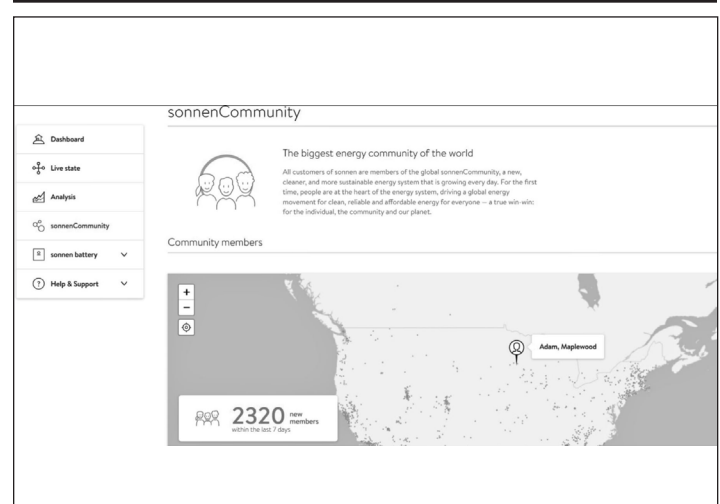 sonnenCommunity
Dashboard
Live state
Analysis
sonnenCommunity
sonnen battery
Help & Support
The biggest energy community of the world
All customers of sonnen are members of the global sonnenCommunity, a new,
cleaner, and more sustainable energy system that is growing every day. For the first
time, people are at the heart of the energy system, driving a global energy
movement for clean, reliable and affordable energy for everyone – a true win-win:
for the individual, the community and our planet.
Community members
+
−
Adam, Maplewood
2320 new
members
within the last 7 days